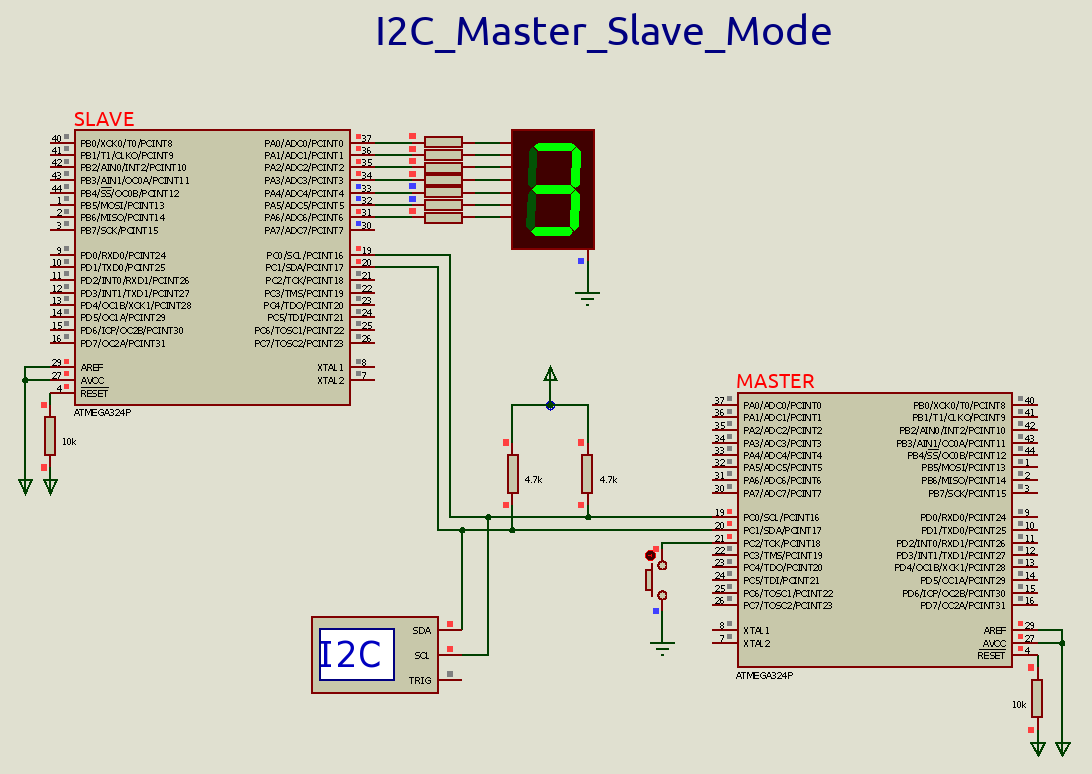 I2C_Master_Slave_Mode
SLAVE
40 PB0/XCK0/T0/PCINT8 PA0/ADC0/PCINT0 37
41 PB1/T1/CLKO/PCINT9 PA1/ADC1/PCINT1 36
42 PB2/AIN0/INT2/PCINT10 PA2/ADC2/PCINT2 35
43 PB3/AIN1/OC0A/PCINT11 PA3/ADC3/PCINT3 34
44 PB4/SS/OC0B/PCINT12 PA4/ADC4/PCINT4 33
1 PB5/MOSI/PCINT13 PA5/ADC5/PCINT5 32
2 PB6/MISO/PCINT14 PA6/ADC6/PCINT6 31
3 PB7/SCK/PCINT15 PA7/ADC7/PCINT7 30
9 PD0/RXD0/PCINT24 PC0/SCL/PCINT16 19
10 PD1/TXD0/PCINT25 PC1/SDA/PCINT17 20
11 PD2/INT0/RXD1/PCINT26 PC2/TCK/PCINT18 21
12 PD3/INT1/TXD1/PCINT27 PC3/TMS/PCINT19 22
13 PD4/OC1B/XCK1/PCINT28 PC4/TDO/PCINT20 23
14 PD5/OC1A/PCINT29 PC5/TDI/PCINT21 24
15 PD6/ICP/OC2B/PCINT30 PC6/TOSC1/PCINT22 25
16 PD7/OC2A/PCINT31 PC7/TOSC2/PCINT23 26
29 AREF XTAL1 8
27 AVCC XTAL2 7
4 RESET
ATMEGA324P
10k
3
4.7k
4.7k
MASTER
37 PA0/ADC0/PCINT0 PB0/XCK0/T0/PCINT8 40
36 PA1/ADC1/PCINT1 PB1/T1/CLKO/PCINT9 41
35 PA2/ADC2/PCINT2 PB2/AIN0/INT2/PCINT10 42
34 PA3/ADC3/PCINT3 PB3/AIN1/OC0A/PCINT11 43
33 PA4/ADC4/PCINT4 PB4/SS/OC0B/PCINT12 44
32 PA5/ADC5/PCINT5 PB5/MOSI/PCINT13 1
31 PA6/ADC6/PCINT6 PB6/MISO/PCINT14 2
30 PA7/ADC7/PCINT7 PB7/SCK/PCINT15 3
19 PC0/SCL/PCINT16 PD0/RXD0/PCINT24 9
20 PC1/SDA/PCINT17 PD1/TXD0/PCINT25 10
21 PC2/TCK/PCINT18 PD2/INT0/RXD1/PCINT26 11
22 PC3/TMS/PCINT19 PD3/INT1/TXD1/PCINT27 12
23 PC4/TDO/PCINT20 PD4/OC1B/XCK1/PCINT28 13
24 PC5/TDI/PCINT21 PD5/OC1A/PCINT29 14
25 PC6/TOSC1/PCINT22 PD6/ICP/OC2B/PCINT30 15
26 PC7/TOSC2/PCINT23 PD7/OC2A/PCINT31 16
8 XTAL1 AREF 29
7 XTAL2 AVCC 27
RESET 4
ATMEGA324P
10k
I2C
SDA
SCL
TRIG